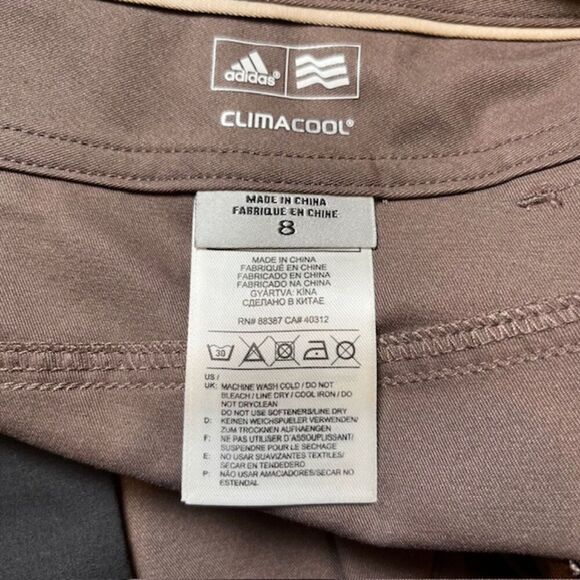 adidas®
CLIMACOOL®
MADE IN CHINA
FABRIQUE EN CHINE
8
MADE IN CHINA
FABRIQUÉ EN CHINE
FABRICADO EN CHINA
FABRICADO NA CHINA
GYÁRTVA: KÍNA
СДЕЛАНО В КИТАЕ
RN# 88387 CA# 40312
30
US /
UK: MACHINE WASH COLD / DO NOT
BLEACH / LINE DRY / COOL IRON / DO
NOT DRYCLEAN
DO NOT USE SOFTENERS/LINE DRY
D: KEINEN WEICHSPUELER VERWENDEN/
ZUM TROCKNEN AUFHAENGEN
F: NE PAS UTILISER D'ASSOUPLISSANT/
SUSPENDRE POUR LE SECHAGE
E: NO USAR SUAVIZANTES TEXTILES/
SECAR EN TENDEDERO
P: NÃO USAR AMACIADORES/SECAR NO
ESTENDAL